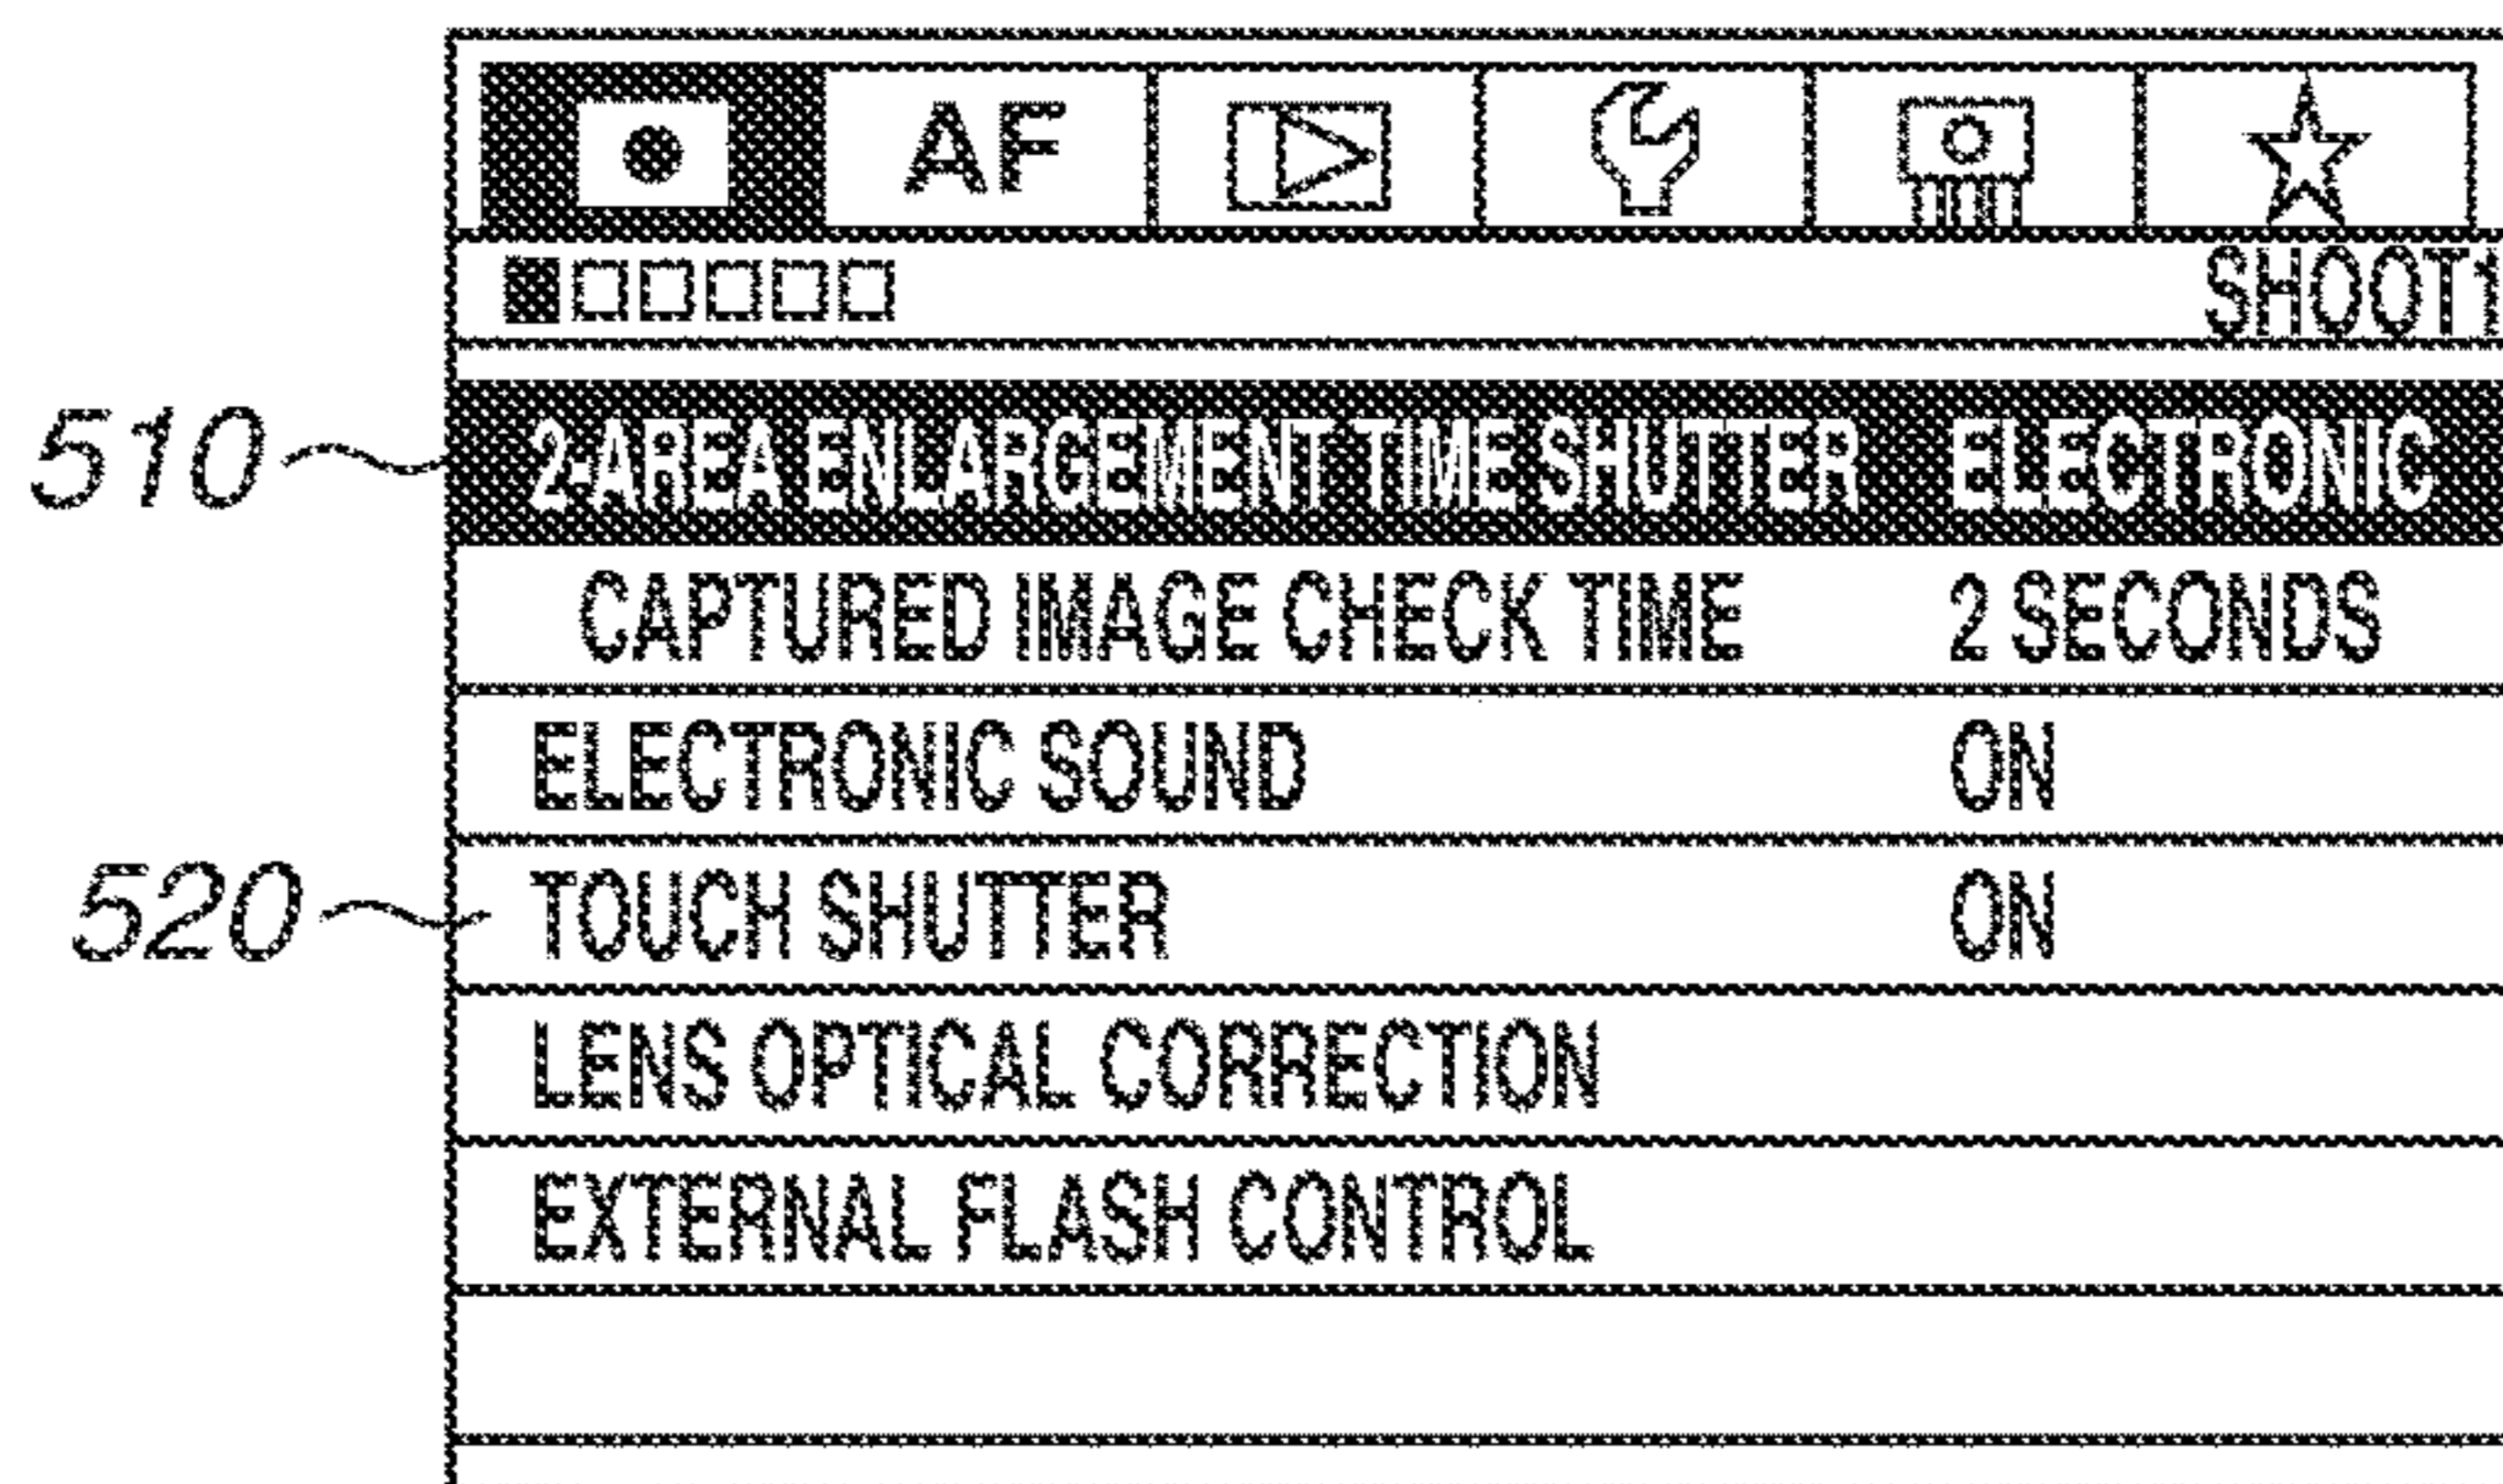 AF
SHOOT1
510 2-AREA ENLARGEMENT TIME SHUTTER ELECTRONIC
CAPTURED IMAGE CHECK TIME 2 SECONDS
ELECTRONIC SOUND ON
520 TOUCH SHUTTER ON
LENS OPTICAL CORRECTION
EXTERNAL FLASH CONTROL